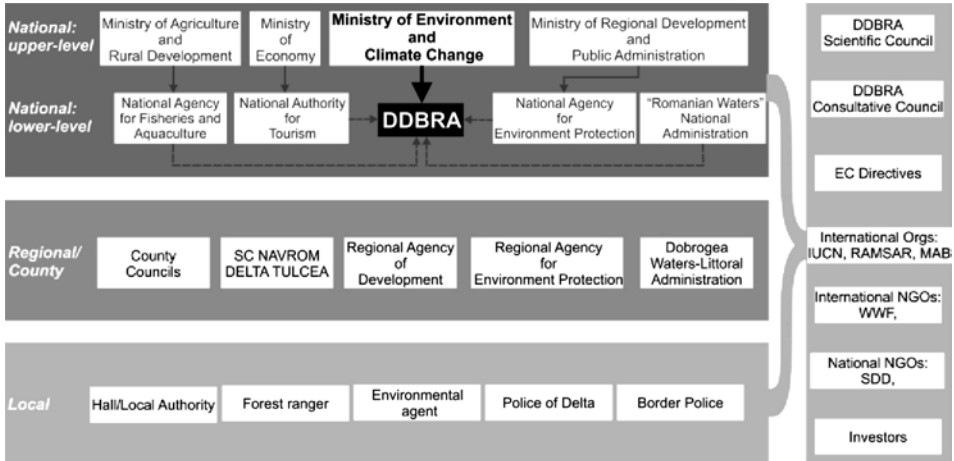 National:
upper-level
Ministry of Agriculture
and
Rural Development
Ministry
of
Economy
Ministry of Environment
and
Climate Change
Ministry of Regional Development
and
Public Administration
National:
lower-level
National Agency
for Fisheries and
Aquaculture
National Authority
for
Tourism
DDBRA
National Agency
for
Environment Protection
"Romanian Waters"
National
Administration
Regional/
County
County
Councils
SC NAVROM
DELTA TULCEA
Regional Agency
of
Development
Regional Agency
for
Environment Protection
Dobrogea
Waters-Littoral
Administration
Local
Hall/Local Authority
Forest ranger
Environmental
agent
Police of Delta
Border Police
DDBRA
Scientific Council
DDBRA
Consultative Council
EC Directives
International Orgs:
IUCN, RAMSAR, MAB
International NGOs:
WWF,
National NGOs:
SDD,
Investors